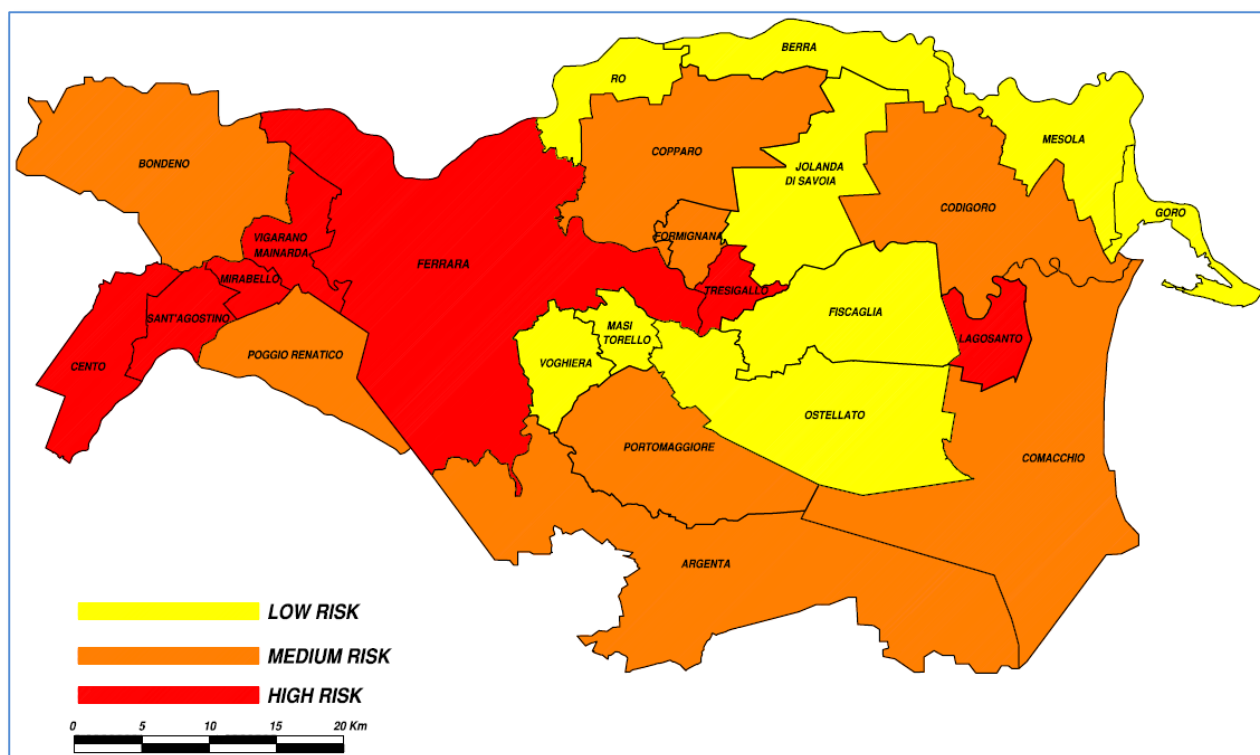 BERRA
RO
MESOLA
COPPARO
BONDENO
JOLANDA
DI SAVOIA
CODIGORO
GORO
FORMIGNANA
VIGARANO
MAINARDA
FERRARA
MIRABELLO
TRESIGALLO
SANT'AGOSTINO
FISCAGLIA
MASI
TORELLO
LAGOSANTO
POGGIO RENATICO
VOGHIERA
CENTO
OSTELLATO
PORTOMAGGIORE
COMACCHIO
ARGENTA
LOW RISK
MEDIUM RISK
HIGH RISK
0 5 10 15 20 Km